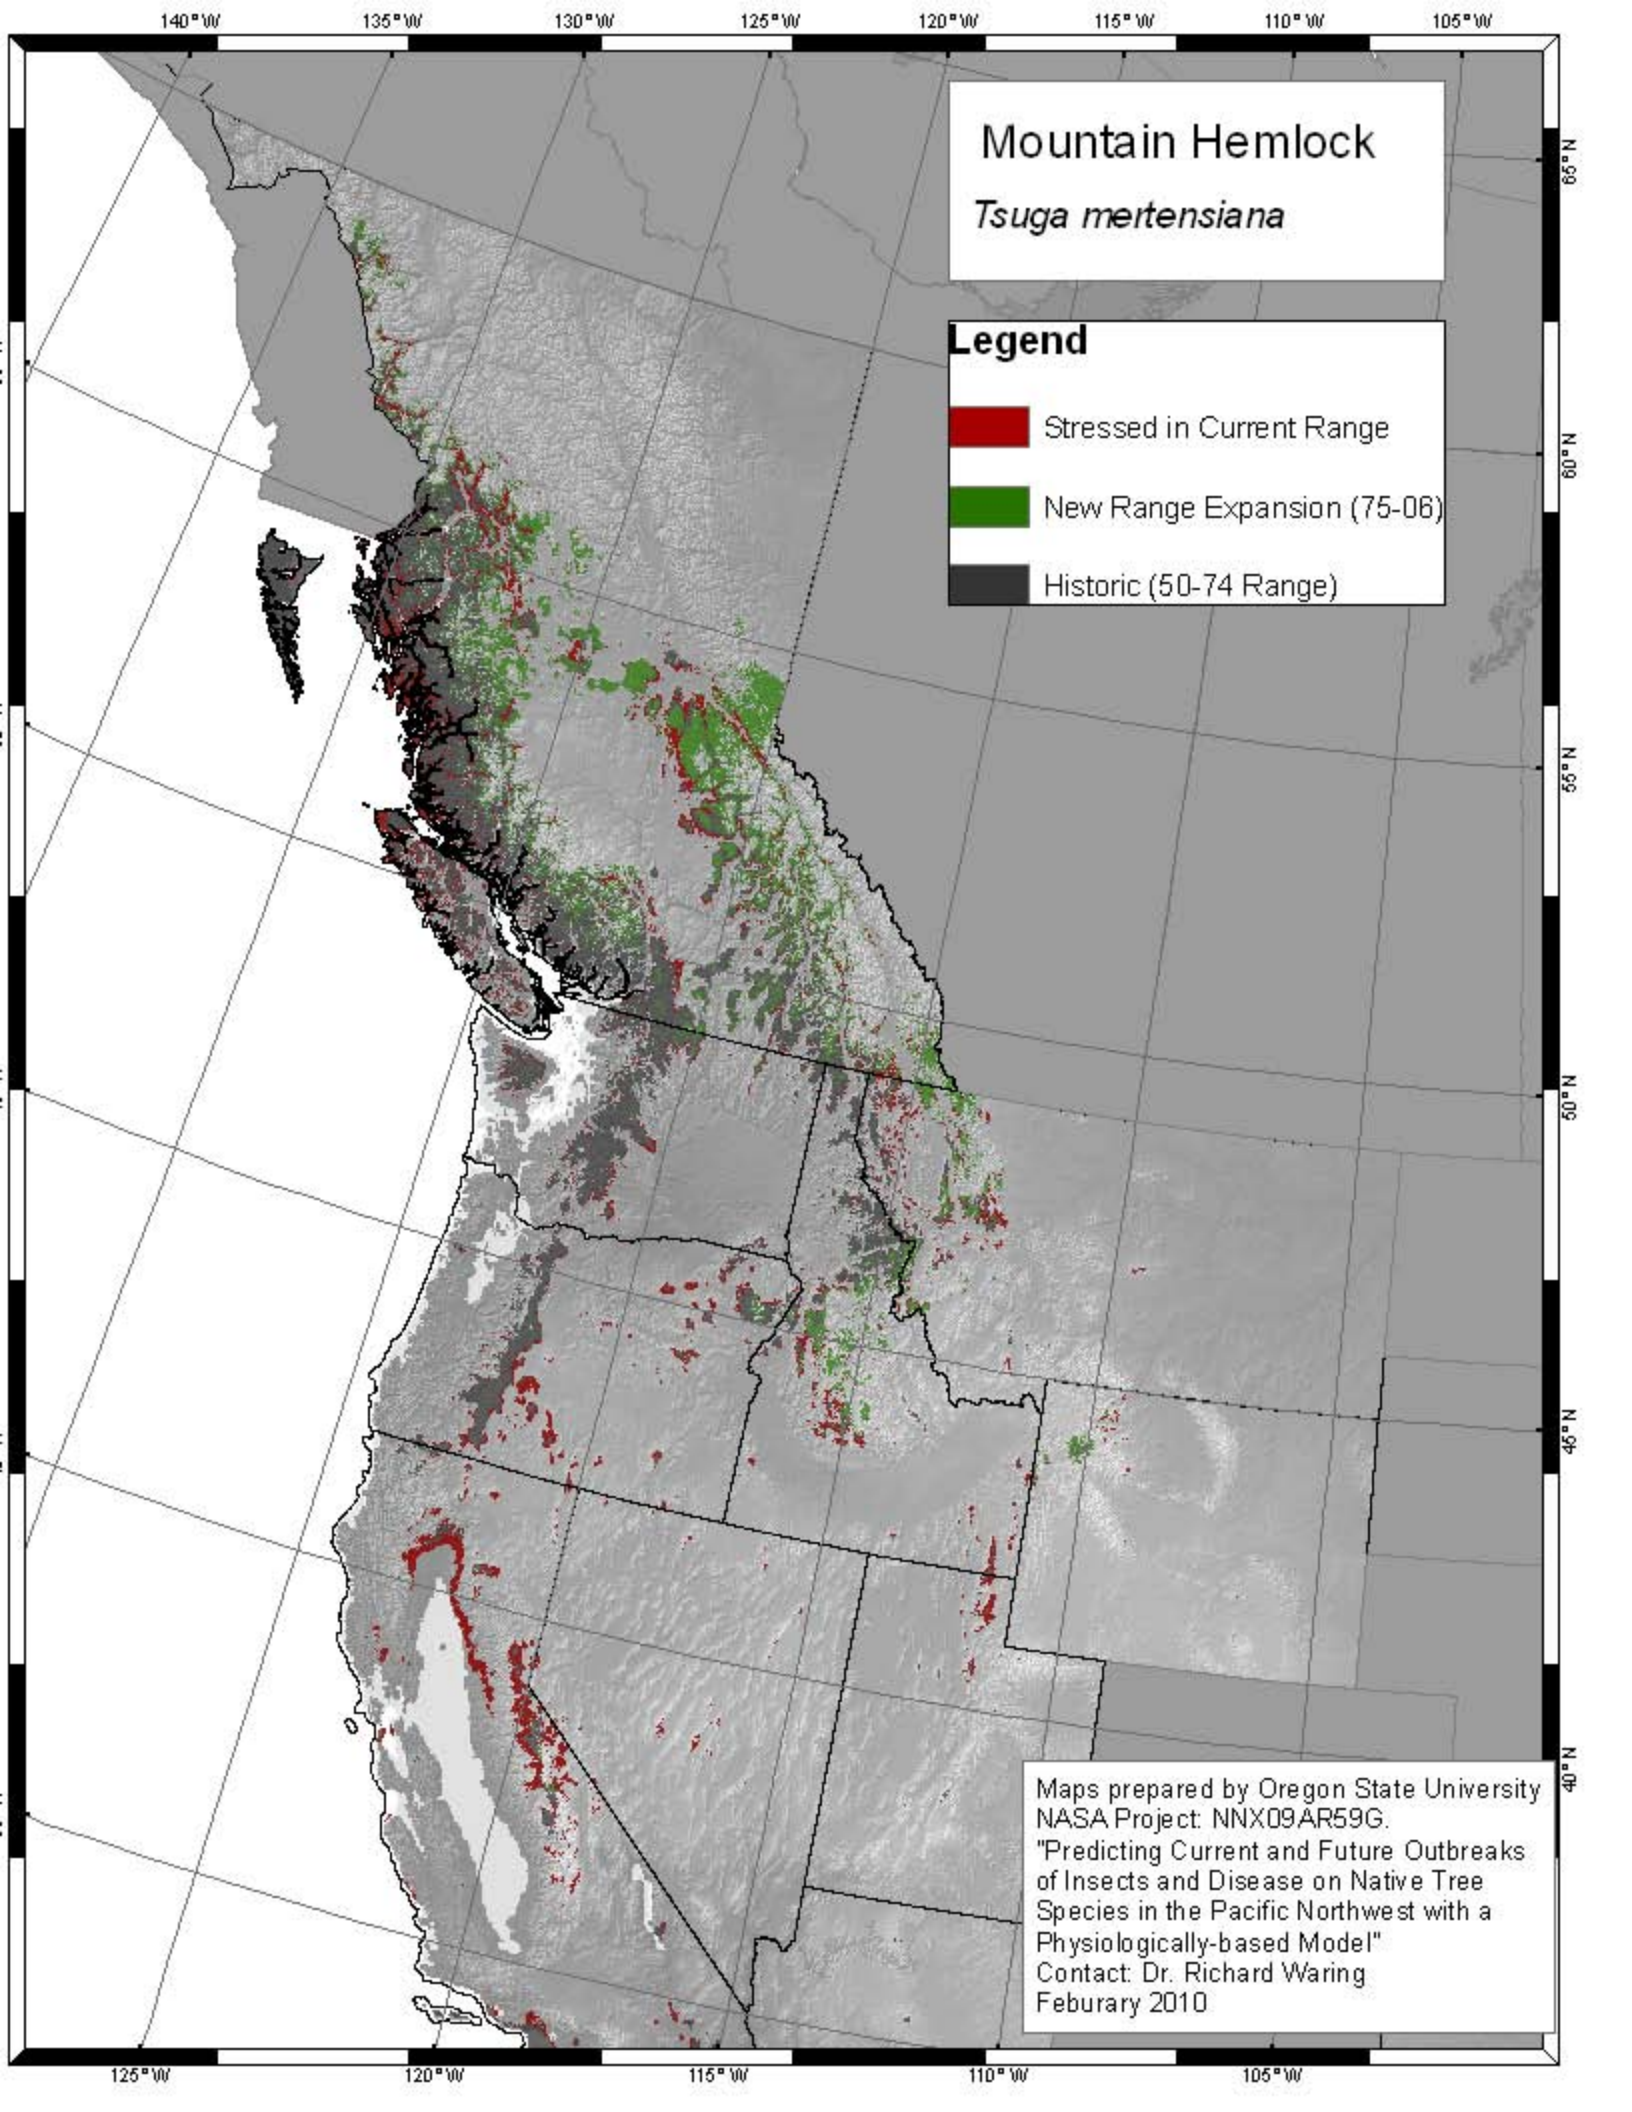 140°W 135°W 130°W 125°W 120°W 115°W 110°W 105°W
Mountain Hemlock
Tsuga mertensiana
Legend
Stressed in Current Range
New Range Expansion (75-06)
Historic (50-74 Range)
65°N
60°N
55°N
50°N
45°N
40°N
Maps prepared by Oregon State University
NASA Project: NNX09AR59G.
"Predicting Current and Future Outbreaks
of Insects and Disease on Native Tree
Species in the Pacific Northwest with a
Physiologically-based Model"
Contact: Dr. Richard Waring
Feburary 2010
125°W 120°W 115°W 110°W 105°W